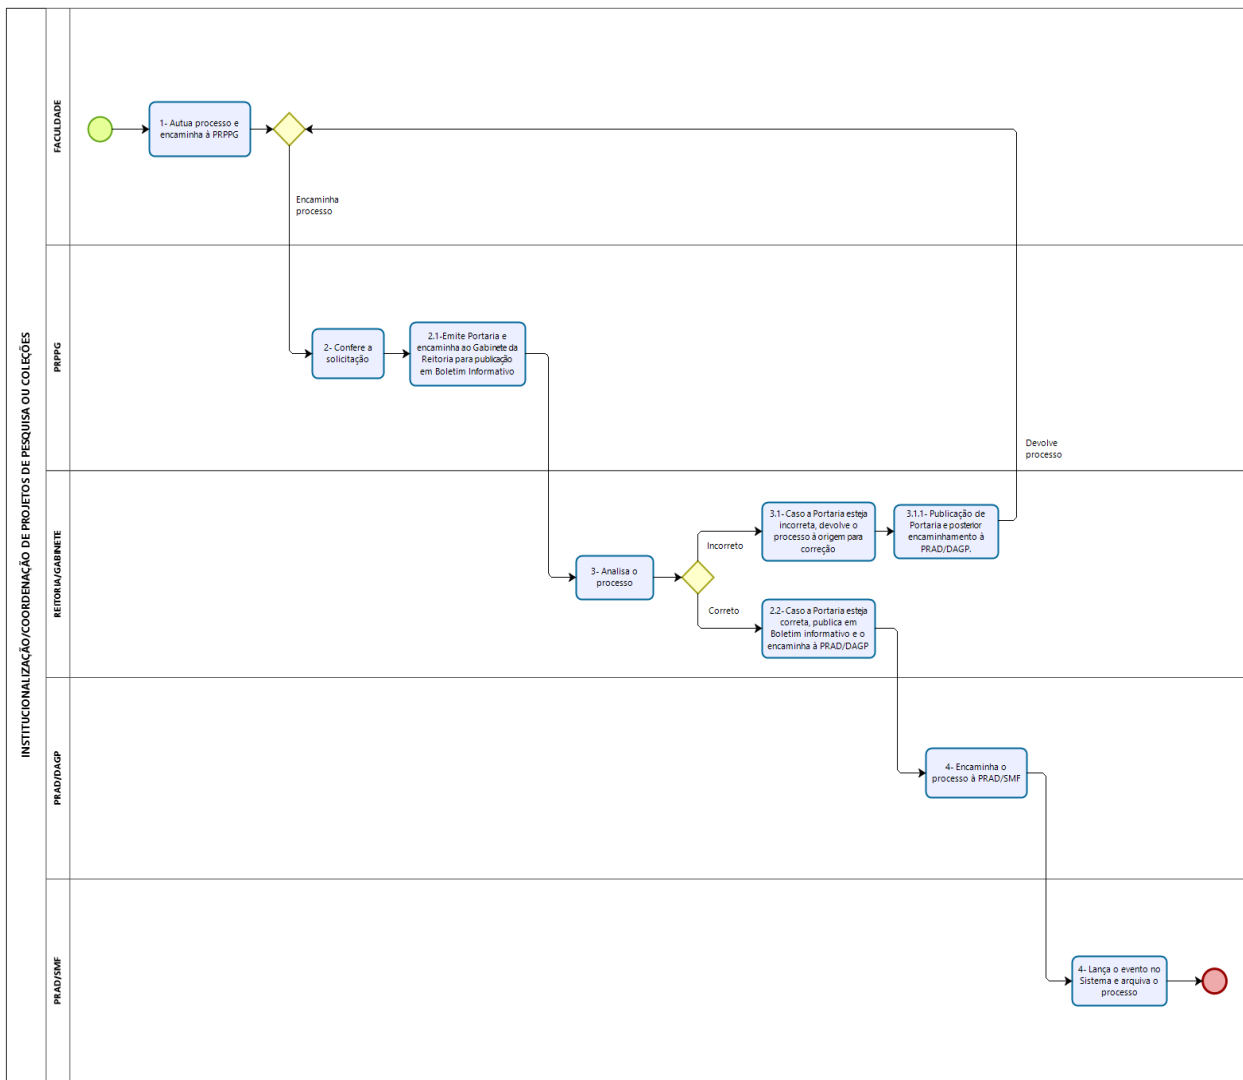 INSTITUCIONALIZAÇÃO/COORDENAÇÃO DE PROJETOS DE PESQUISA OU COLEÇÕES
FACULDADE
1- Autua processo e
encaminha à PRPPG
Encaminha
processo
PRPPG
2- Confere a
solicitação
2.1-Emite Portaria e
encaminha ao Gabinete da
Reitoria para publicação
em Boletim Informativo
Devolve
processo
REITORIA/GABINETE
3- Analisa o
processo
Incorreto
3.1- Caso a Portaria esteja
incorreta, devolve o
processo à origem para
correção
3.1.1- Publicação de
Portaria e posterior
encaminhamento à
PRAD/DAGP.
Correto
2.2- Caso a Portaria esteja
correta, publica em
Boletim informativo e o
encaminha à PRAD/DAGP
PRAD/DAGP
4- Encaminha o
processo à PRAD/SMF
PRAD/SMF
4- Lança o evento no
Sistema e arquiva o
processo